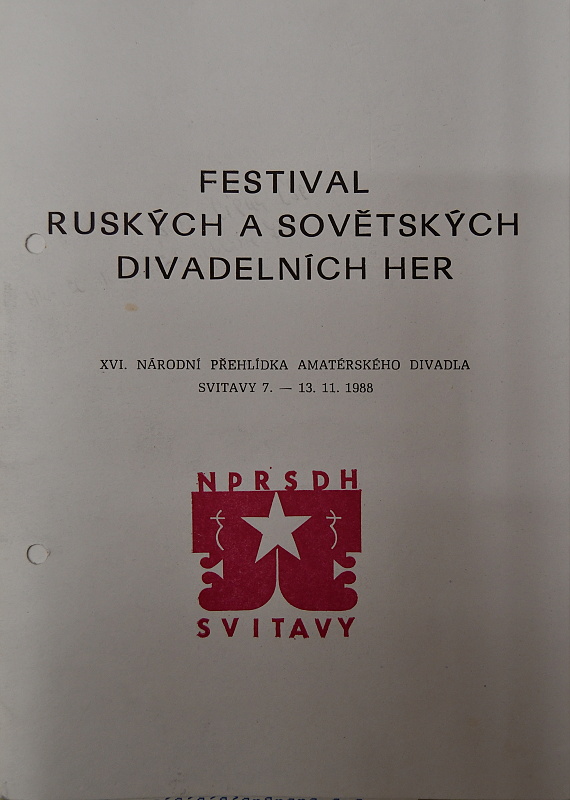 FESTIVAL
RUSKÝCH A SOVĚTSKÝCH
DIVADELNÍCH HER
XVI. NÁRODNÍ PŘEHLÍDKA AMATÉRSKÉHO DIVADLA
SVITAVY 7. — 13. 11. 1988
NPRSDH
SVITAVY